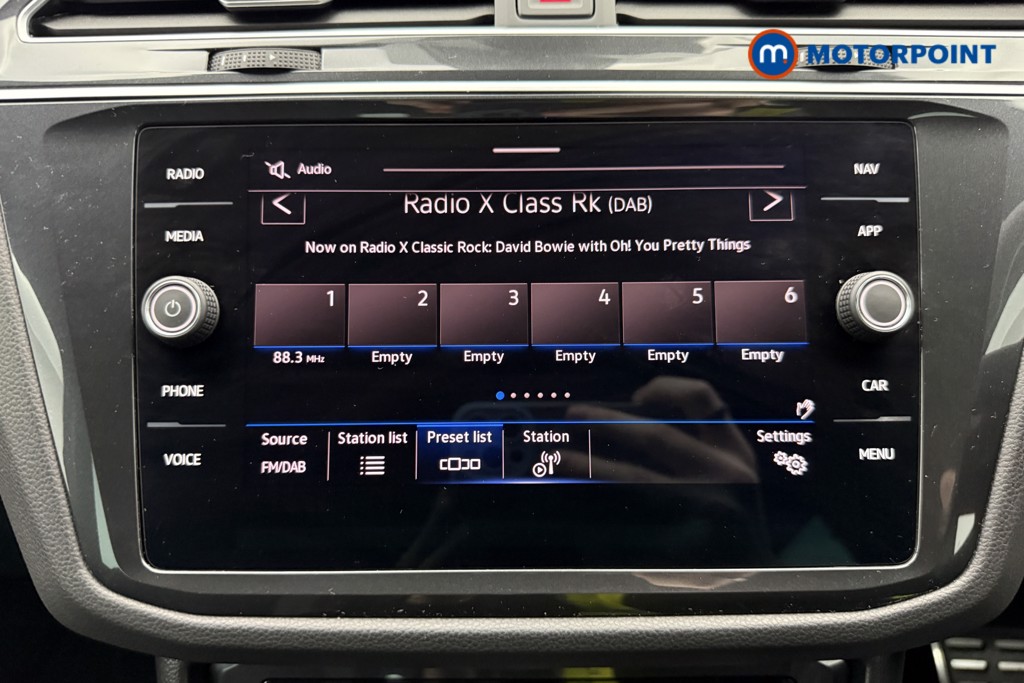 m MOTORPOINT
RADIO
MEDIA
PHONE
VOICE
Audio
< Radio X Class Rk (DAB) >
Now on Radio X Classic Rock: David Bowie with Oh! You Pretty Things
1 2 3 4 5 6
88.3 MHz Empty Empty Empty Empty Empty
Source Station list Preset list Station Settings
FM/DAB
NAV
APP
CAR
MENU